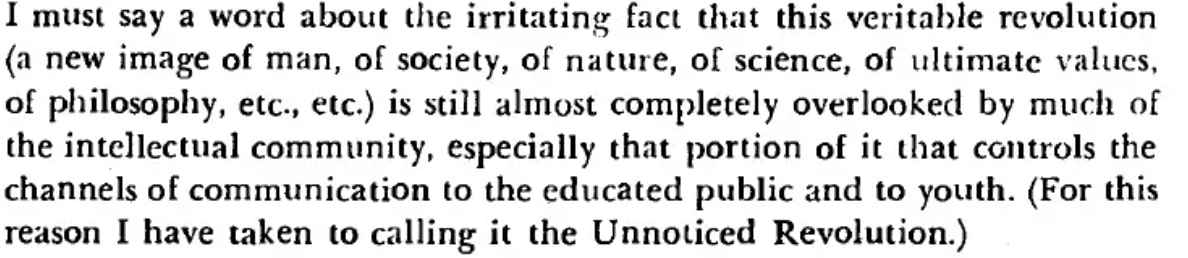 I must say a word about the irritating fact that this veritable revolution
(a new image of man, of society, of nature, of science, of ultimate values,
of philosophy, etc., etc.) is still almost completely overlooked by much of
the intellectual community, especially that portion of it that controls the
channels of communication to the educated public and to youth. (For this
reason I have taken to calling it the Unnoticed Revolution.)